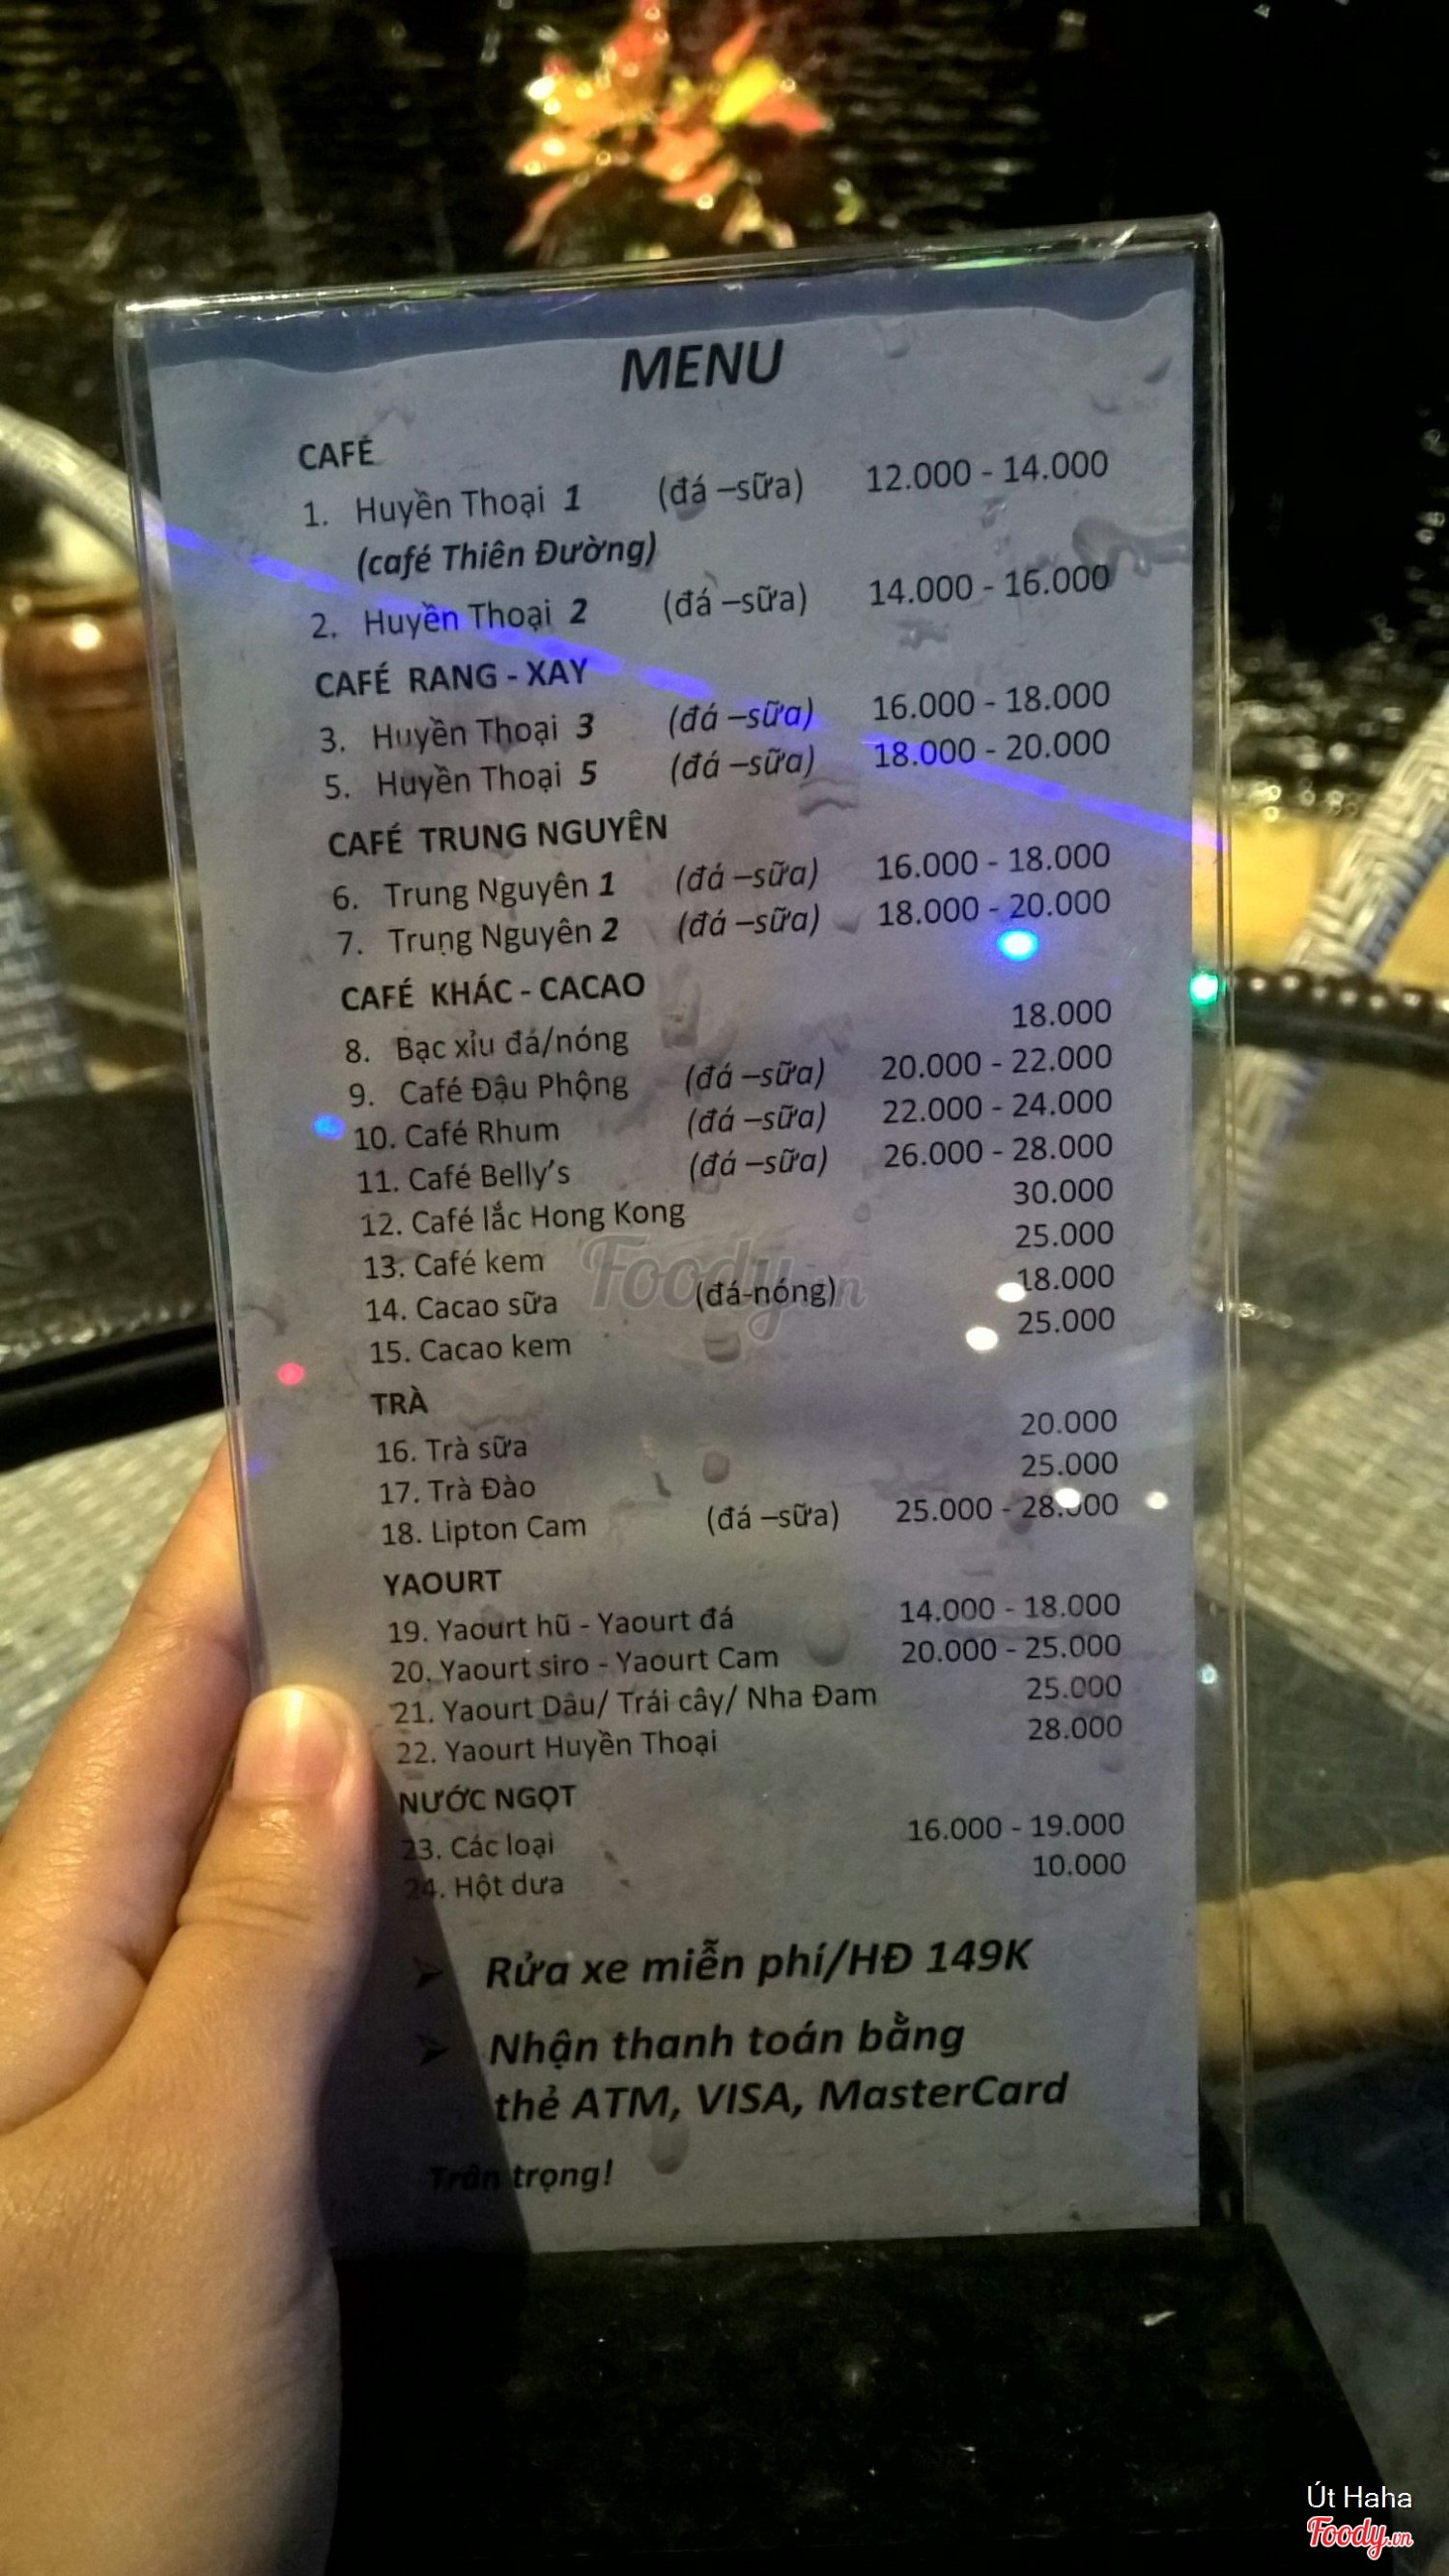 MENU
CAFÉ
1. Huyền Thoại 1 (đá –sữa) 12.000 - 14.000
(café Thiên Đường)
2. Huyền Thoại 2 (đá –sữa) 14.000 - 16.000
CAFÉ RANG - XAY
3. Huyền Thoại 3 (đá –sữa) 16.000 - 18.000
5. Huyền Thoại 5 (đá –sữa) 18.000 - 20.000
CAFÉ TRUNG NGUYÊN
6. Trung Nguyên 1 (đá –sữa) 16.000 - 18.000
7. Trung Nguyên 2 (đá –sữa) 18.000 - 20.000
CAFÉ KHÁC - CACAO
8. Bạc xỉu đá/nóng 18.000
9. Café Đậu Phộng (đá –sữa) 20.000 - 22.000
10. Café Rhum (đá –sữa) 22.000 - 24.000
11. Café Belly’s (đá –sữa) 26.000 - 28.000
12. Café lắc Hong Kong 30.000
13. Café kem 25.000
14. Cacao sữa (đá-nóng) 18.000
15. Cacao kem 25.000
Foody.vn
TRÀ
16. Trà sữa 20.000
17. Trà Đào 25.000
18. Lipton Cam (đá –sữa) 25.000 - 28.000
YAOURT
19. Yaourt hũ - Yaourt đá 14.000 - 18.000
20. Yaourt siro - Yaourt Cam 20.000 - 25.000
21. Yaourt Dâu/ Trái cây/ Nha Đam 25.000
22. Yaourt Huyền Thoại 28.000
NƯỚC NGỌT
23. Các loại 16.000 - 19.000
24. Hột dưa 10.000
➢ Rửa xe miễn phí/HĐ 149K
➢ Nhận thanh toán bằng
thẻ ATM, VISA, MasterCard
Trân trọng!
Út Haha
Foody.vn